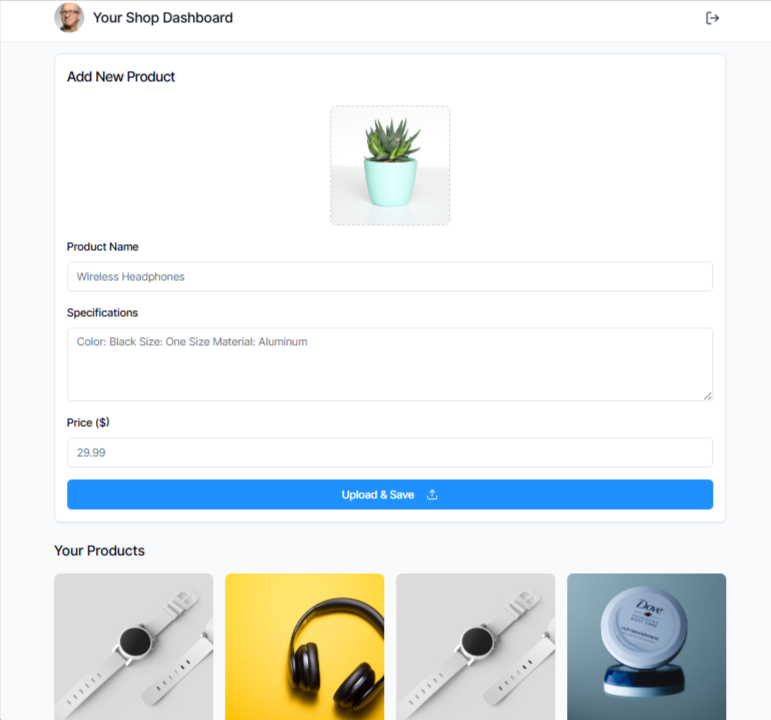 Your Shop Dashboard
Add New Product
Product Name
Wireless Headphones
Specifications
Color: Black Size: One Size Material: Aluminum
Price ($)
29.99
Upload & Save
Your Products
Dove